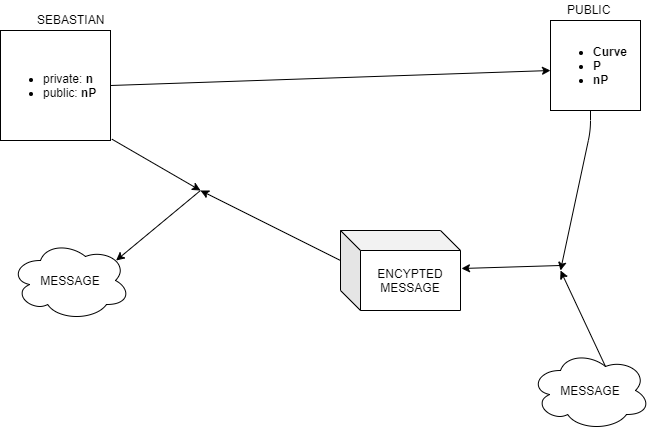 SEBASTIAN
PUBLIC
private: n
public: nP
Curve
P
nP
MESSAGE
ENCYPTED
MESSAGE
MESSAGE